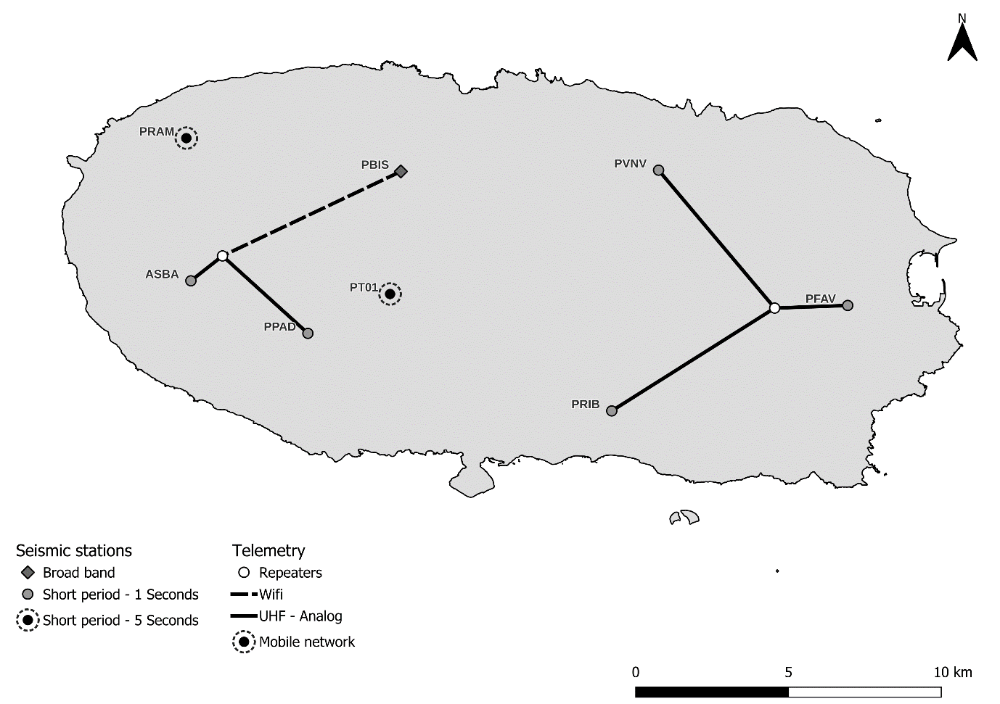 N
PRAM
PBIS
PVNV
ASBA
PT01
PFAV
PPAD
PRIB
Seismic stations
Broad band
Short period - 1 Seconds
Short period - 5 Seconds
Telemetry
Repeaters
Wifi
UHF - Analog
Mobile network
0 5 10 km